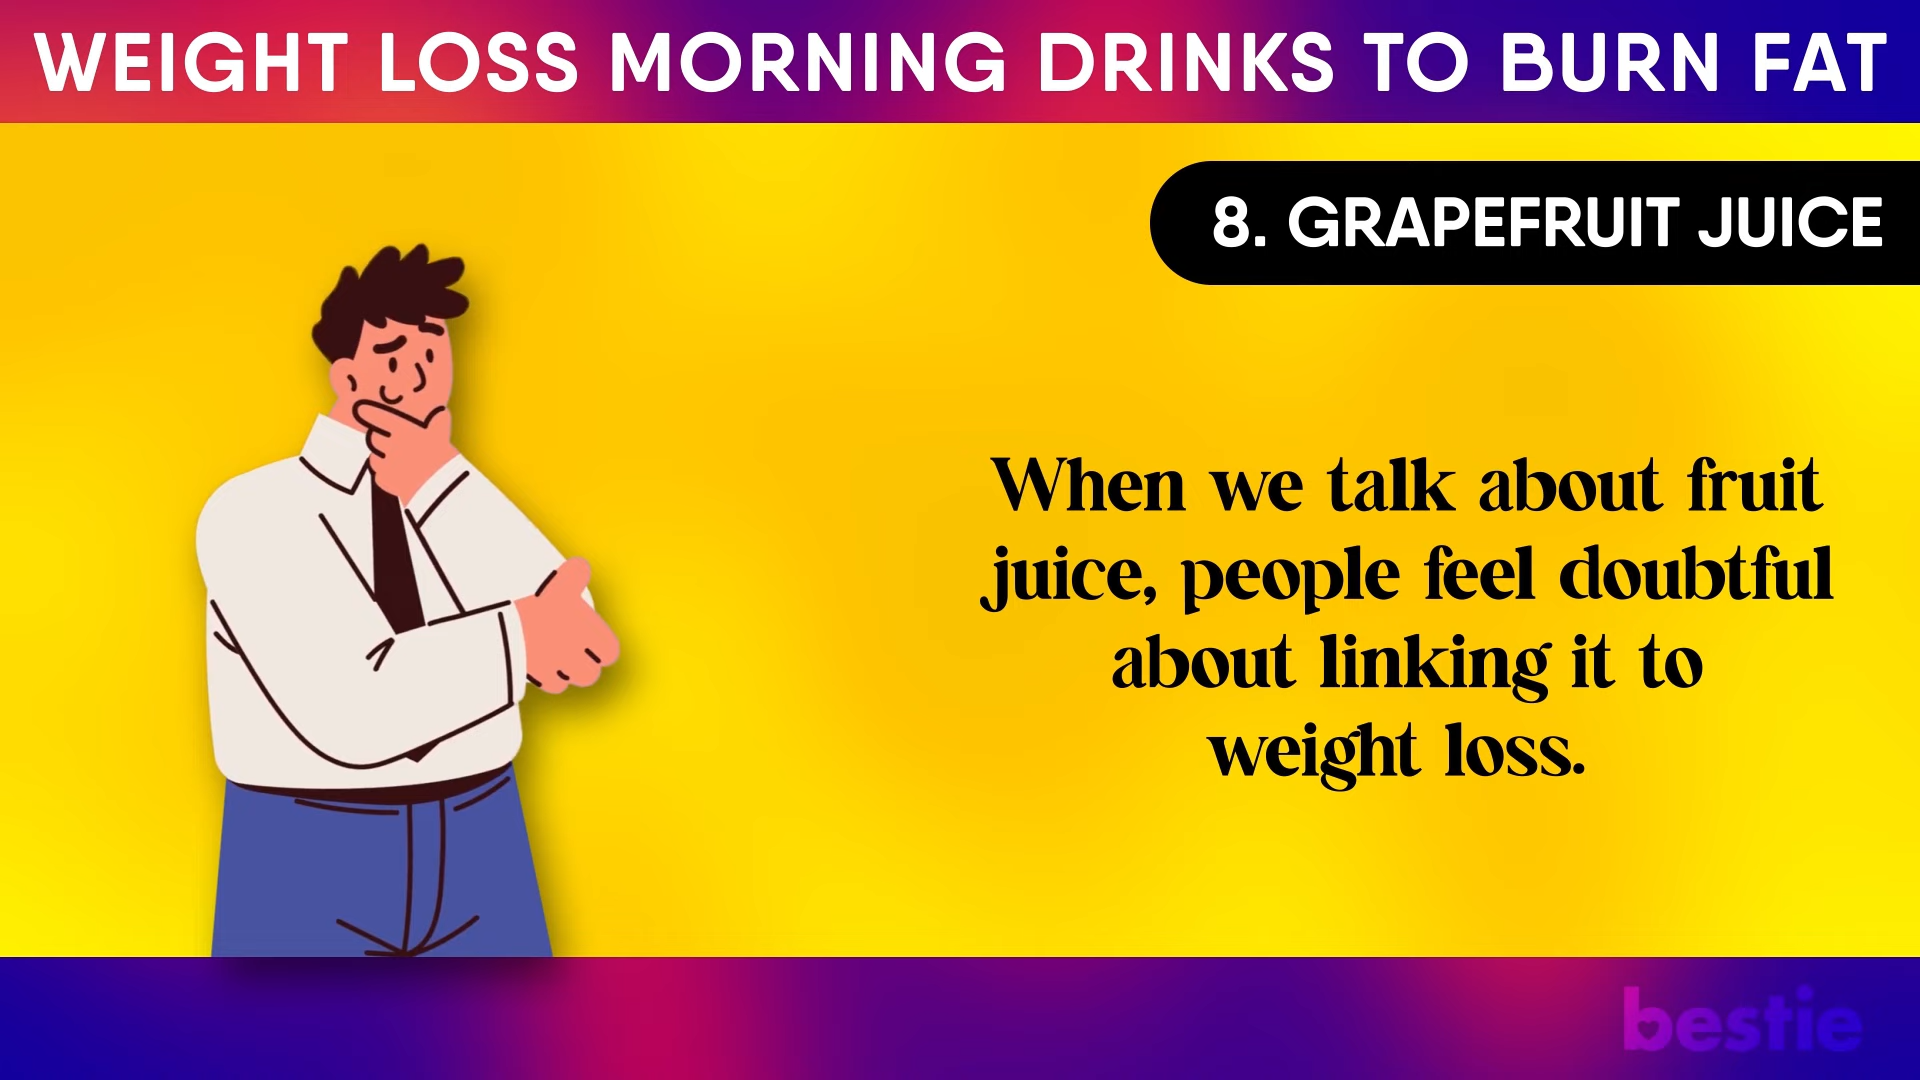 WEIGHT LOSS MORNING DRINKS TO BURN FAT
8. GRAPEFRUIT JUICE
When we talk about fruit
juice, people feel doubtful
about linking it to
weight loss.
bestie